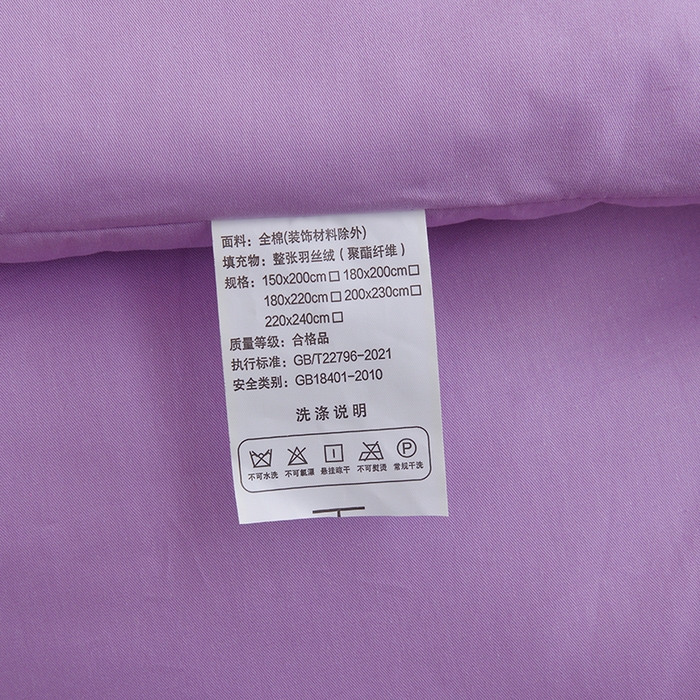 面料：全棉(装饰材料除外)
填充物：整张羽丝绒（聚酯纤维）
规格：150x200cm□ 180x200cm□
180x220cm□ 200x230cm□
220x240cm□
质量等级：合格品
执行标准：GB/T22796-2021
安全类别：GB18401-2010
洗涤说明
P
不可水洗 不可氯漂 悬挂晾干 不可熨烫 常规干洗